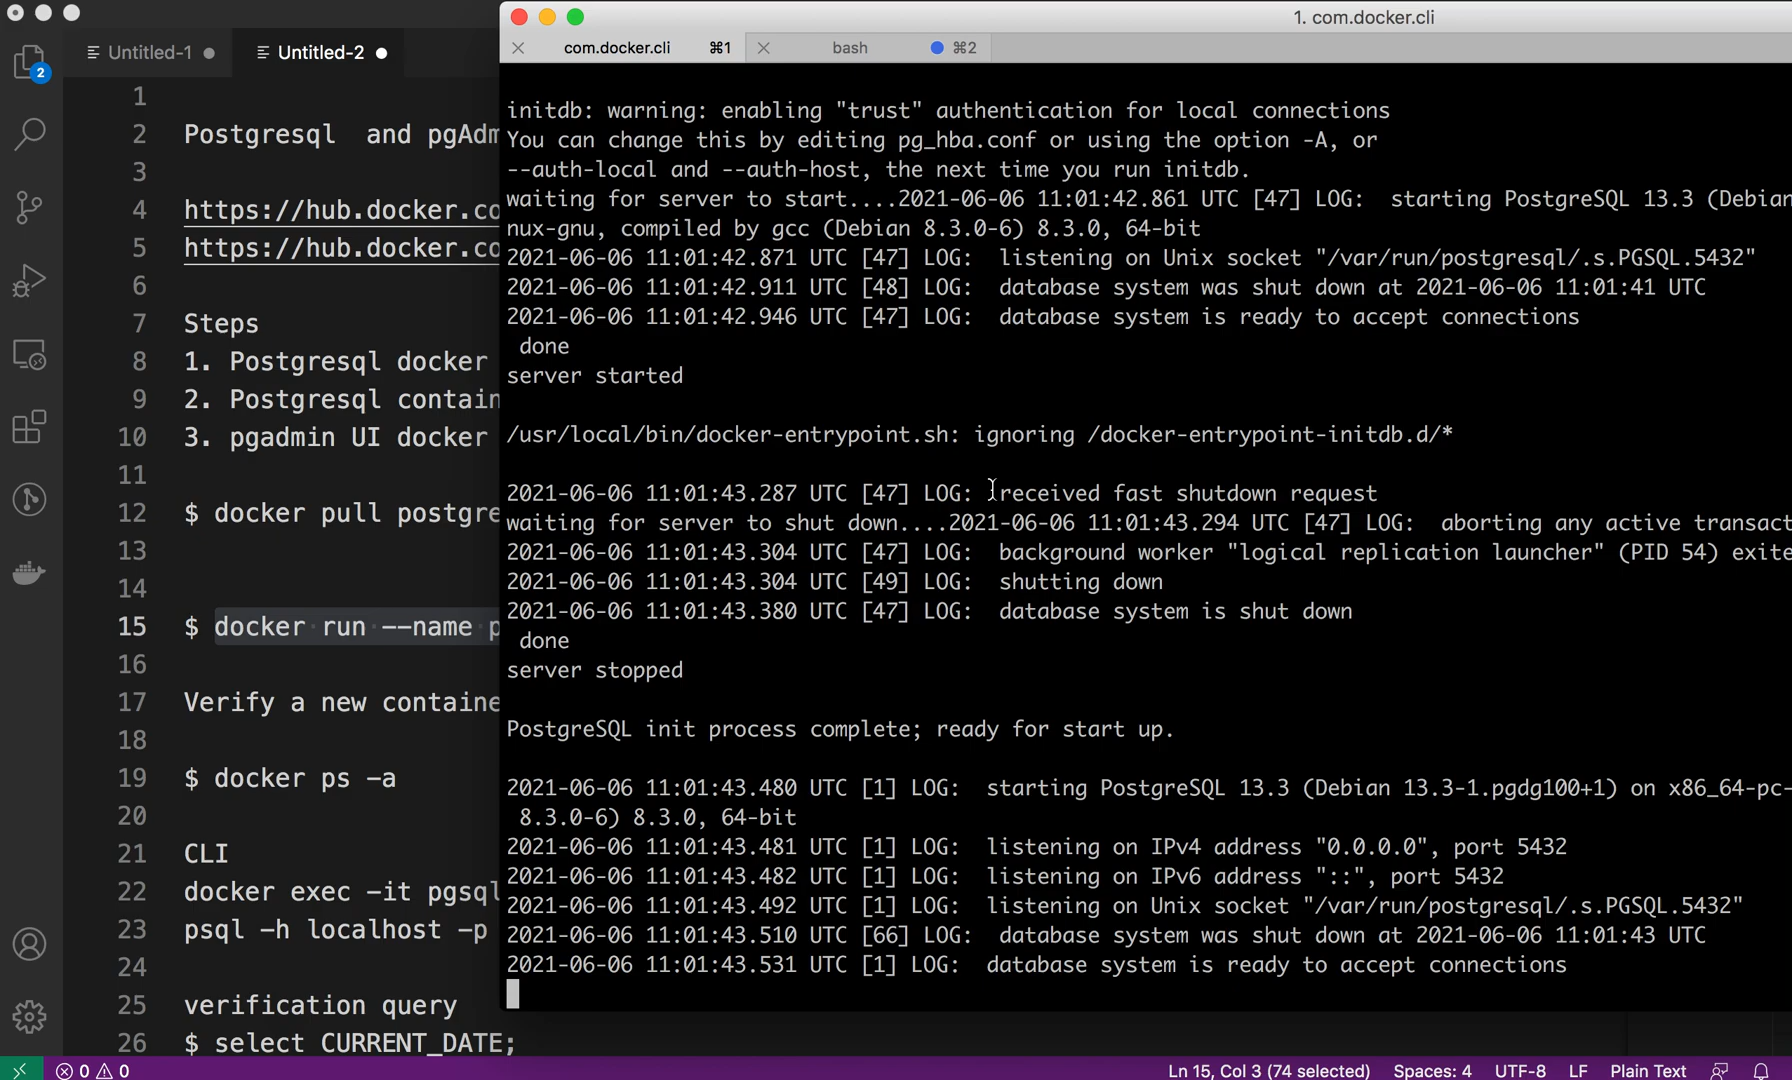 Untitled-1
Untitled-2
2
1
2 Postgresql  and pgAdm
3
4 https://hub.docker.co
5 https://hub.docker.co
6
7 Steps
8 1. Postgresql docker
9 2. Postgresql contain
10 3. pgadmin UI docker
11
12 $ docker pull postgre
13
14
15 $ docker run --name p
16
17 Verify a new containe
18
19 $ docker ps -a
20
21 CLI
22 docker exec -it pgsql
23 psql -h localhost -p
24
25 verification query
26 $ select CURRENT_DATE;
1. com.docker.cli
com.docker.cli ⌘1 bash ⌘2
initdb: warning: enabling "trust" authentication for local connections
You can change this by editing pg_hba.conf or using the option -A, or
--auth-local and --auth-host, the next time you run initdb.
waiting for server to start....2021-06-06 11:01:42.861 UTC [47] LOG:  starting PostgreSQL 13.3 (Debian
nux-gnu, compiled by gcc (Debian 8.3.0-6) 8.3.0, 64-bit
2021-06-06 11:01:42.871 UTC [47] LOG:  listening on Unix socket "/var/run/postgresql/.s.PGSQL.5432"
2021-06-06 11:01:42.911 UTC [48] LOG:  database system was shut down at 2021-06-06 11:01:41 UTC
2021-06-06 11:01:42.946 UTC [47] LOG:  database system is ready to accept connections
done
server started
/usr/local/bin/docker-entrypoint.sh: ignoring /docker-entrypoint-initdb.d/*
2021-06-06 11:01:43.287 UTC [47] LOG:  received fast shutdown request
waiting for server to shut down....2021-06-06 11:01:43.294 UTC [47] LOG:  aborting any active transact
2021-06-06 11:01:43.304 UTC [47] LOG:  background worker "logical replication launcher" (PID 54) exite
2021-06-06 11:01:43.304 UTC [49] LOG:  shutting down
2021-06-06 11:01:43.380 UTC [47] LOG:  database system is shut down
done
server stopped
PostgreSQL init process complete; ready for start up.
2021-06-06 11:01:43.480 UTC [1] LOG:  starting PostgreSQL 13.3 (Debian 13.3-1.pgdg100+1) on x86_64-pc-
8.3.0-6) 8.3.0, 64-bit
2021-06-06 11:01:43.481 UTC [1] LOG:  listening on IPv4 address "0.0.0.0", port 5432
2021-06-06 11:01:43.482 UTC [1] LOG:  listening on IPv6 address "::", port 5432
2021-06-06 11:01:43.492 UTC [1] LOG:  listening on Unix socket "/var/run/postgresql/.s.PGSQL.5432"
2021-06-06 11:01:43.510 UTC [66] LOG:  database system was shut down at 2021-06-06 11:01:43 UTC
2021-06-06 11:01:43.531 UTC [1] LOG:  database system is ready to accept connections
0 0 Ln 15, Col 3 (74 selected) Spaces: 4 UTF-8 LF Plain Text